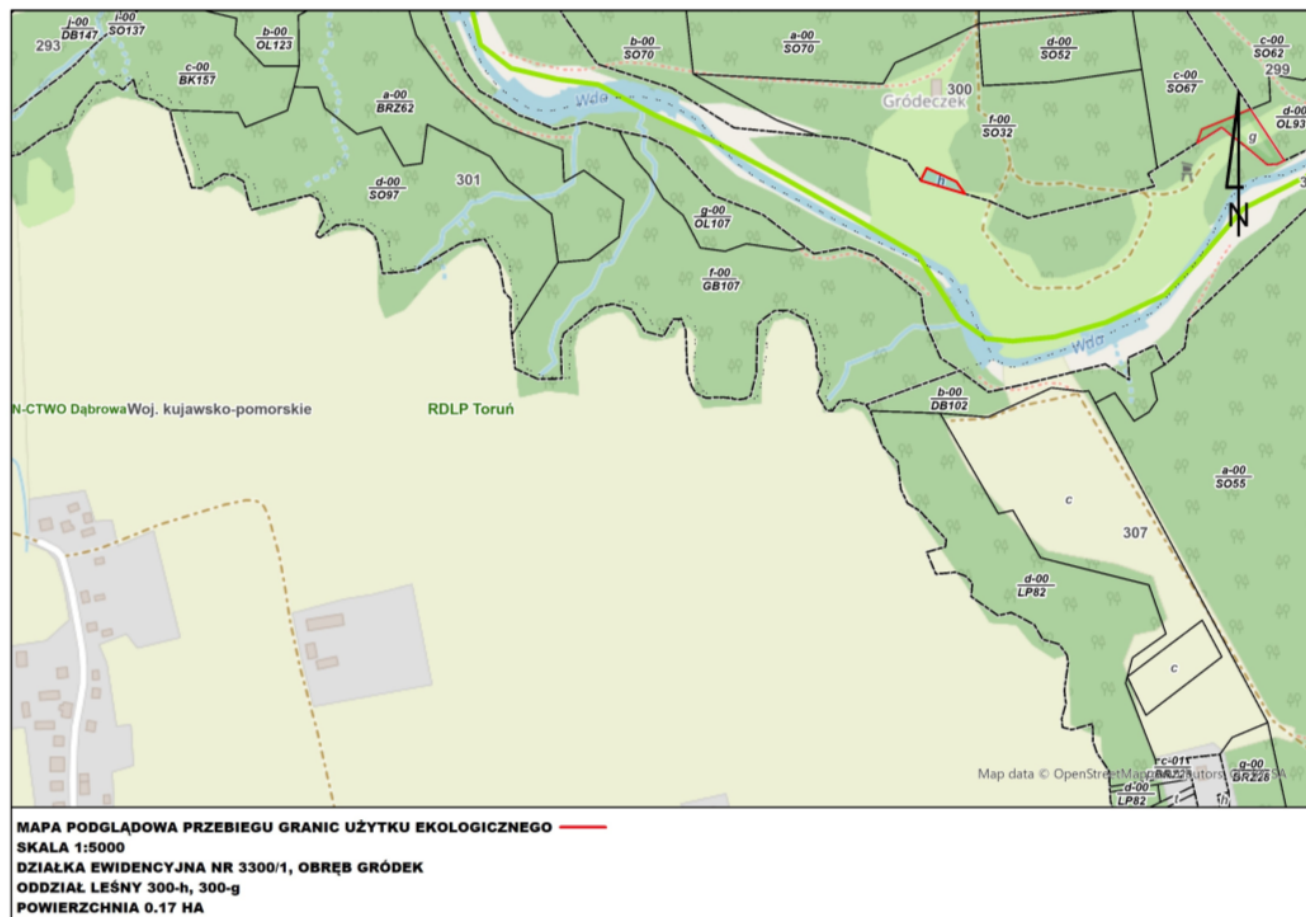 j-00
DB147
i-00
SO137
293
b-00
OL123
c-00
BK157
a-00
BRZ62
d-00
SO97
301
Wda
b-00
SO70
a-00
SO70
d-00
SO52
c-00
SO62
299
c-00
SO67
300
Gródeczek
f-00
SO32
d-00
OL93
g
h
N
g-00
OL107
f-00
GB107
Wda
b-00
DB102
a-00
SO55
c
307
d-00
LP82
c
N-CTWO Dąbrowa
Woj. kujawsko-pomorskie
RDLP Toruń
g-00
BRZ28
d-00
LP82
Map data © OpenStreetMap
MAPA PODGLĄDOWA PRZEBIEGU GRANIC UŻYTKU EKOLOGICZNEGO
SKALA 1:5000
DZIAŁKA EWIDENCYJNA NR 3300/1, OBRĘB GRÓDEK
ODDZIAŁ LEŚNY 300-h, 300-g
POWIERZCHNIA 0.17 HA